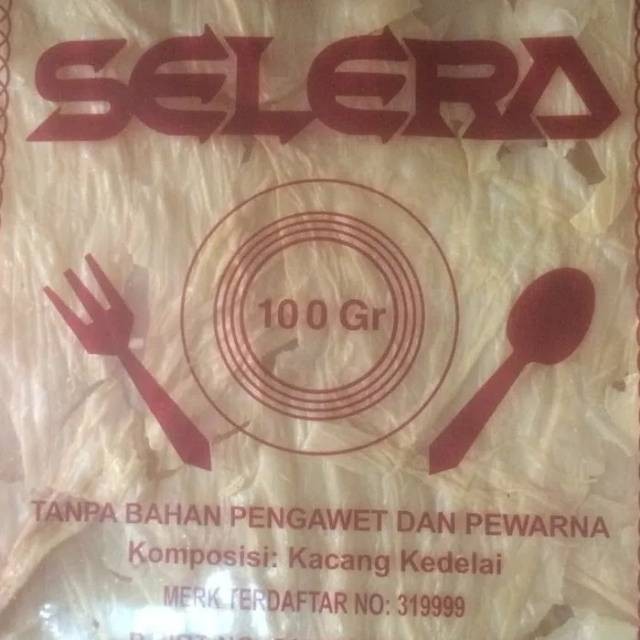 SELERA
100 Gr
TANPA BAHAN PENGAWET DAN PEWARNA
Komposisi: Kacang Kedelai
MERK TERDAFTAR NO: 319999